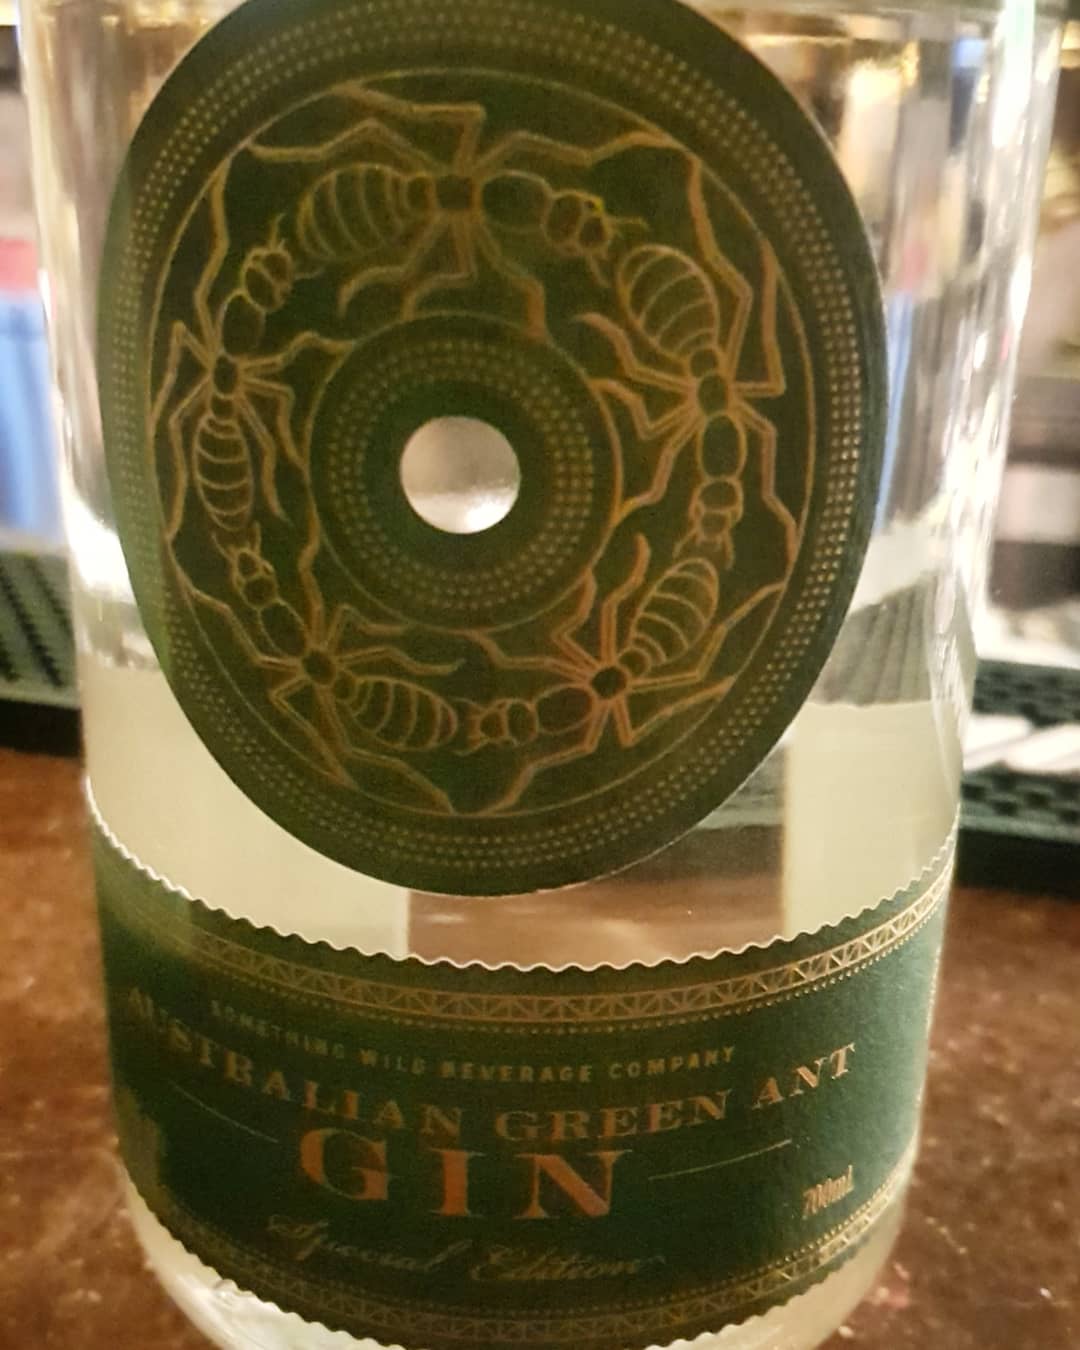 SOMETHING WILD BEVERAGE COMPANY
AUSTRALIAN GREEN ANT
GIN
700mL
Special Edition